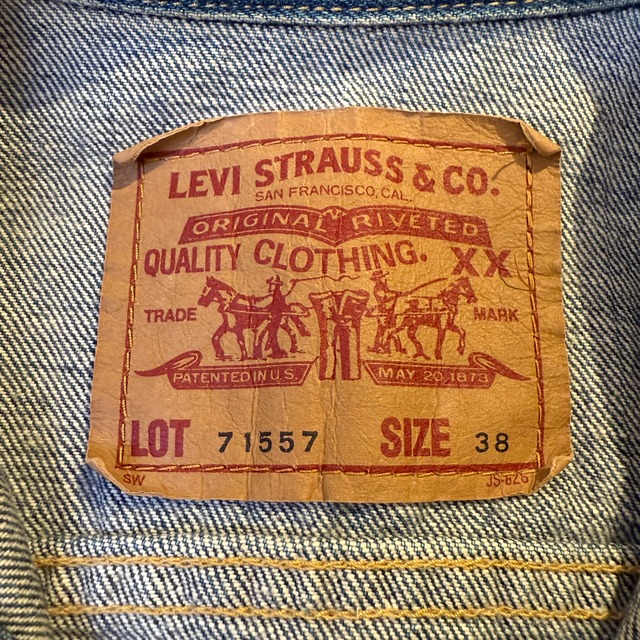 LEVI STRAUSS & CO.
SAN FRANCISCO, CAL.
ORIGINAL RIVETED
QUALITY CLOTHING. XX
TRADE MARK
PATENTED IN U.S. MAY 20, 1873
LOT 71557 SIZE 38
SW JS-626